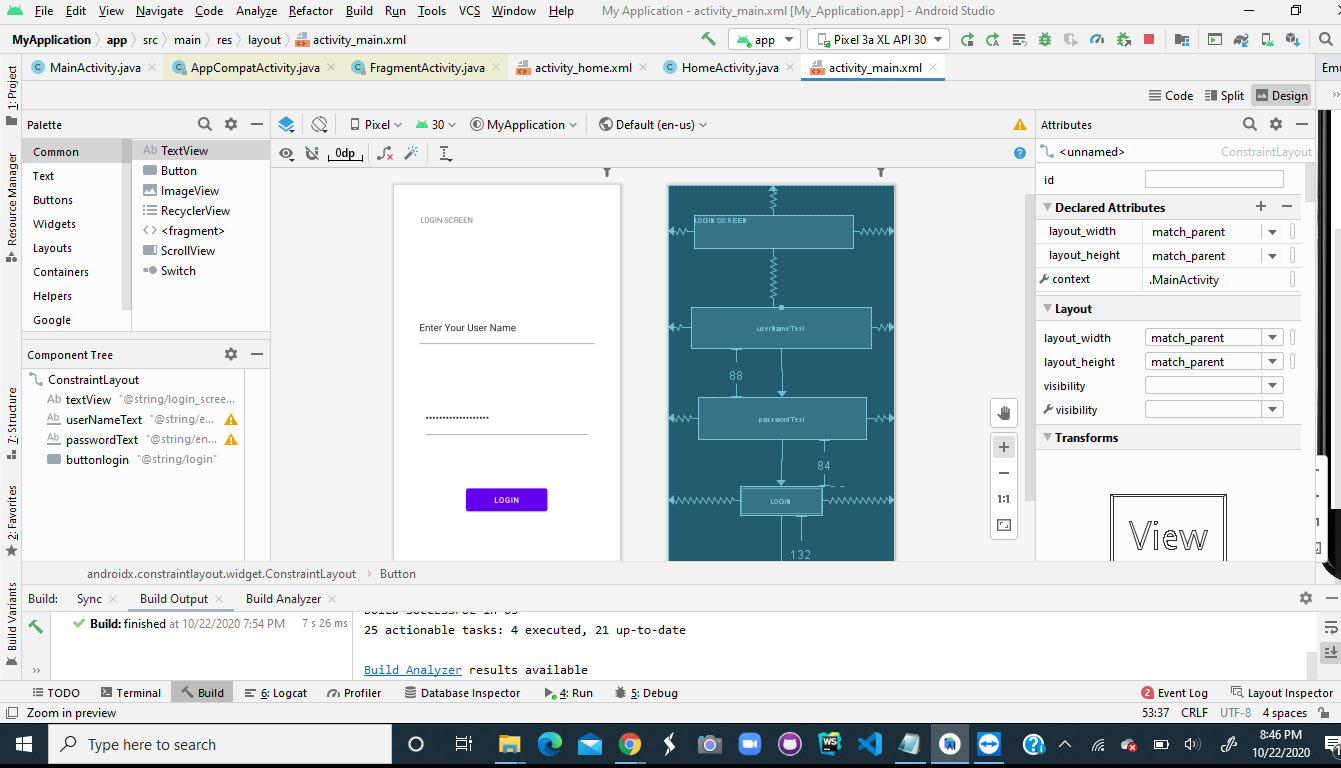 File Edit View Navigate Code Analyze Refactor Build Run Tools VCS Window Help My Application - activity_main.xml [My_Application.app] - Android Studio
MyApplication app src main res layout activity_main.xml app Pixel 3a XL API 30
MainActivity.java AppCompatActivity.java FragmentActivity.java activity_home.xml HomeActivity.java activity_main.xml Emu
Code Split Design
1: Project
Resource Manager
7: Structure
2: Favorites
Build Variants
Palette
Common
Text
Buttons
Widgets
Layouts
Containers
Helpers
Google
Ab TextView
Button
ImageView
RecyclerView
<fragment>
ScrollView
Switch
Component Tree
ConstraintLayout
Ab textView "@string/login_scree...
Ab userNameText "@string/e...
Ab passwordText "@string/en...
buttonlogin "@string/login"
Pixel 30 MyApplication Default (en-us)
0dp
LOGIN SCREEN
Enter Your User Name
LOGIN
LOGIN SCREEN
userNameText
88
passwordText
84
LOGIN
132
1:1
Attributes
<unnamed> ConstraintLayout
id
Declared Attributes
layout_width match_parent
layout_height match_parent
context .MainActivity
Layout
layout_width match_parent
layout_height match_parent
visibility
visibility
Transforms
View
androidx.constraintlayout.widget.ConstraintLayout Button
Build: Sync Build Output Build Analyzer
Build: finished at 10/22/2020 7:54 PM 7 s 26 ms
25 actionable tasks: 4 executed, 21 up-to-date
Build Analyzer results available
TODO Terminal Build 6: Logcat Profiler Database Inspector 4: Run 5: Debug 2 Event Log Layout Inspector
Zoom in preview 53:37 CRLF UTF-8 4 spaces
Type here to search WS 8:46 PM
10/22/2020